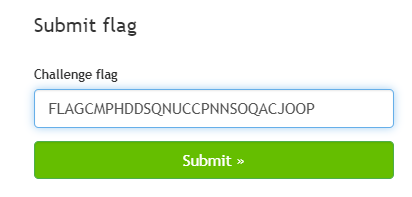 Submit flag
Challenge flag
FLAGCMPHDDSQNUCCPNNSOQACJOOP
Submit »